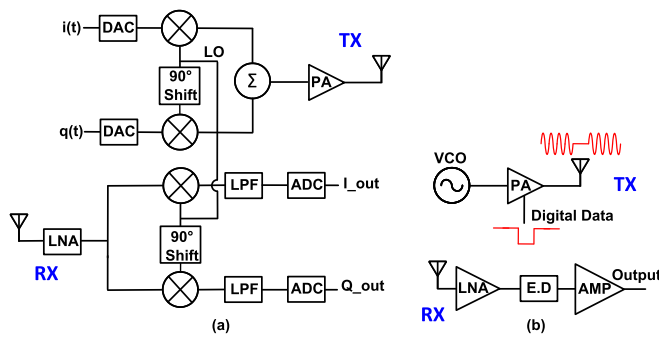 i(t)
DAC
LO
TX
90°
Shift
Σ
PA
q(t)
DAC
LPF
ADC
I_out
LNA
90°
Shift
RX
LPF
ADC
Q_out
(a)
VCO
PA
TX
Digital Data
LNA
E.D
AMP
Output
RX
(b)